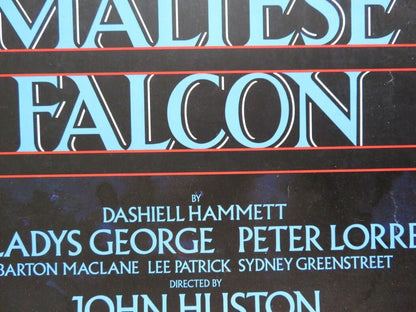 MALTESE
FALCON
BY
DASHIELL HAMMETT
LADYS GEORGE PETER LORRE
BARTON MACLANE LEE PATRICK SYDNEY GREENSTREET
DIRECTED BY
JOHN HUSTON